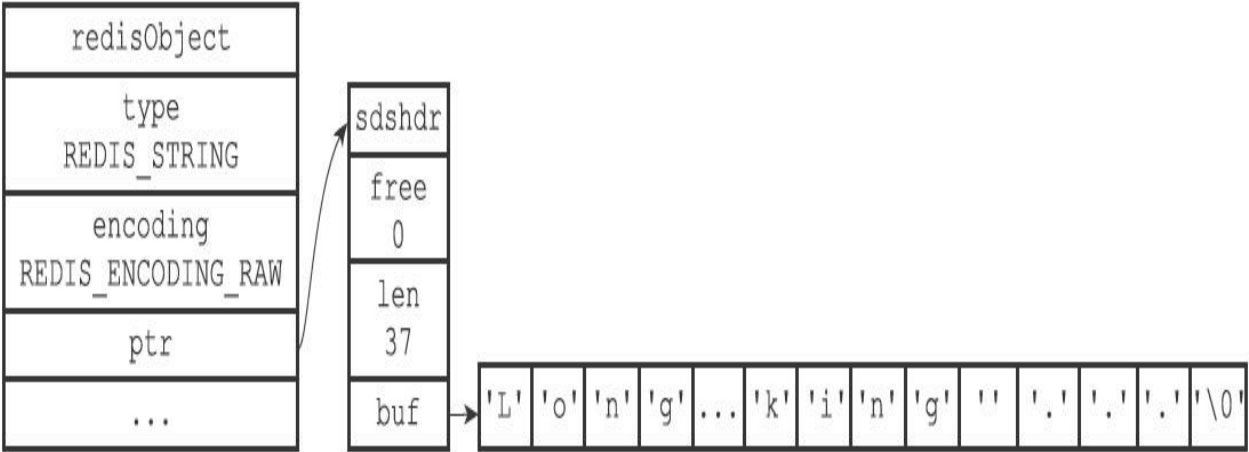 redisObject
type
REDIS_STRING
encoding
REDIS_ENCODING_RAW
ptr
...
sdshdr
free
0
len
37
buf
'L' 'o' 'n' 'g' ... 'k' 'i' 'n' 'g' '' '.' '.' '.' '\0'